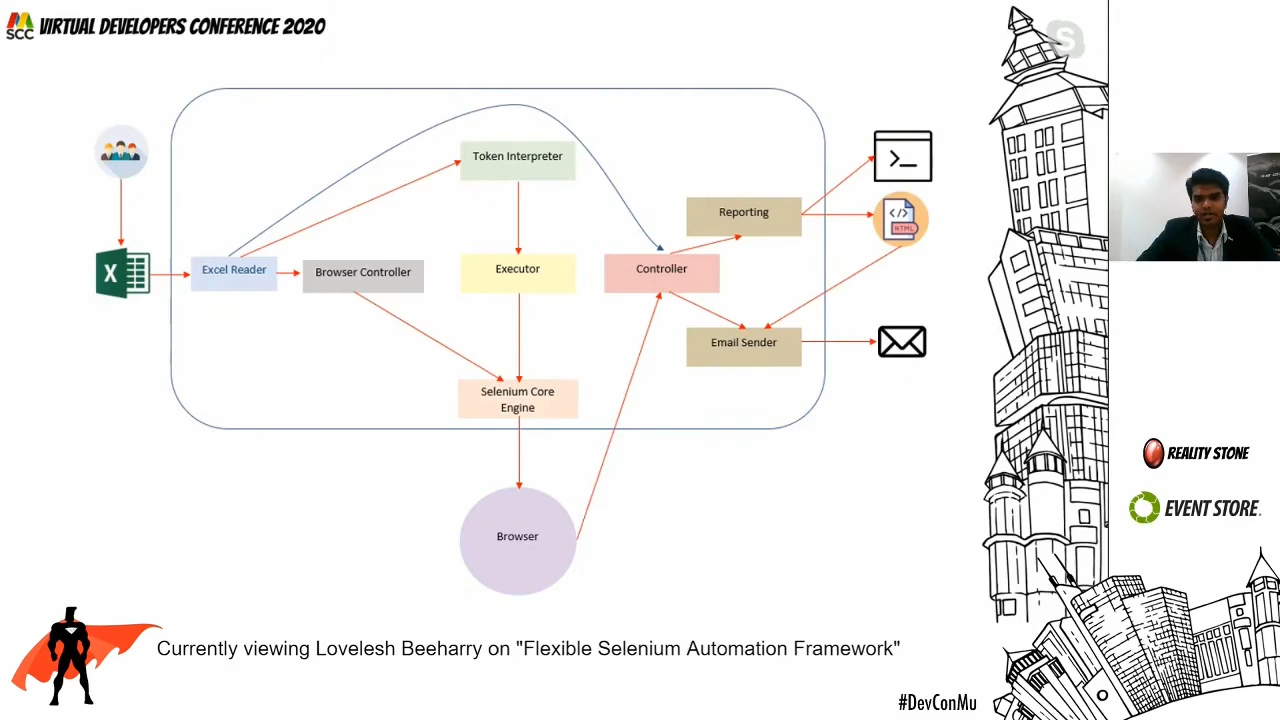 SCC VIRTUAL DEVELOPERS CONFERENCE 2020
S
Token Interpreter
Reporting
Excel Reader
Browser Controller
Executor
Controller
X
</>
HTML
>_
Email Sender
Selenium Core
Engine
Browser
REALITY STONE
EVENT STORE
Currently viewing Lovelesh Beeharry on "Flexible Selenium Automation Framework"
#DevConMu